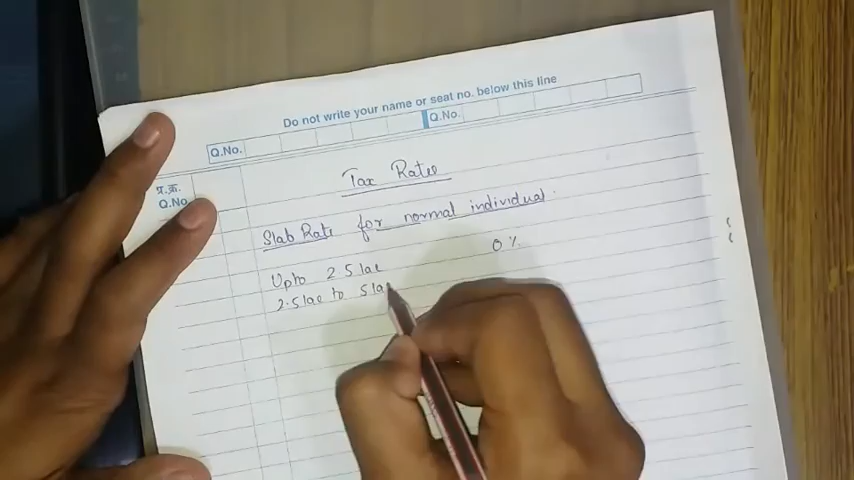 Do not write your name or seat no. below this line
Q.No. Q.No.
प्र.क्र.
Q.No
Tax Rates
Slab Rate for normal individual
Upto 2.5 lac 0 %
2.5 lac to 5 la